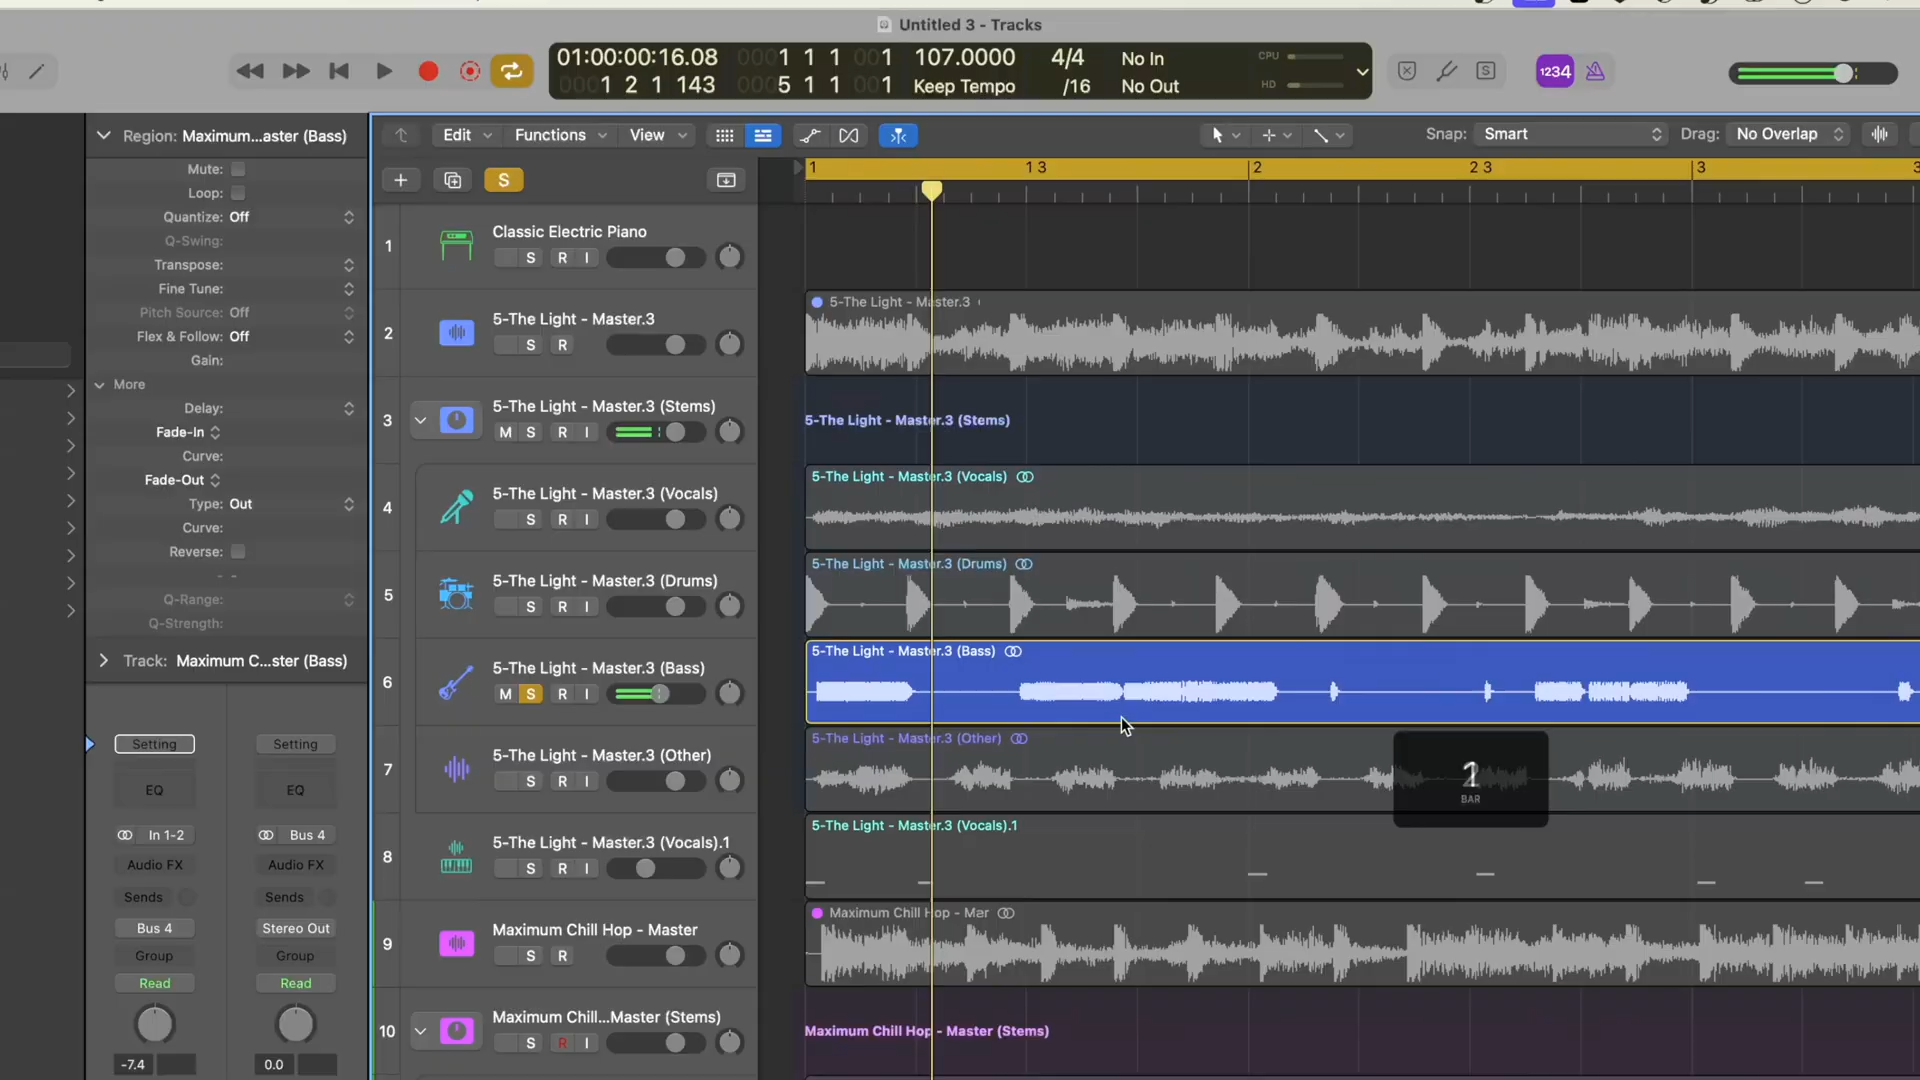 Untitled 3 - Tracks
01:00:00:16.08 0001 1 1 001 107.0000 4/4 No In CPU
0001 2 1 143 0005 1 1 001 Keep Tempo /16 No Out HD
S
1234
Region: Maximum...aster (Bass)
Mute:
Loop:
Quantize: Off
Q-Swing:
Transpose:
Fine Tune:
Pitch Source: Off
Flex & Follow: Off
Gain:
More
Delay:
Fade-In
Curve:
Fade-Out
Type: Out
Curve:
Reverse:
Q-Range:
Q-Strength:
Track: Maximum C...ster (Bass)
Setting Setting
EQ EQ
In 1-2 Bus 4
Audio FX Audio FX
Sends Sends
Bus 4 Stereo Out
Group Group
Read Read
-7.4 0.0
Edit Functions View Snap: Smart Drag: No Overlap
S
1 1 3 2 2 3 3 3
1 Classic Electric Piano
S R I
2 5-The Light - Master.3
S R
5-The Light - Master.3
3 5-The Light - Master.3 (Stems)
M S R I
5-The Light - Master.3 (Stems)
4 5-The Light - Master.3 (Vocals)
S R I
5-The Light - Master.3 (Vocals)
5 5-The Light - Master.3 (Drums)
S R I
5-The Light - Master.3 (Drums)
6 5-The Light - Master.3 (Bass)
M S R I
5-The Light - Master.3 (Bass)
7 5-The Light - Master.3 (Other)
S R I
5-The Light - Master.3 (Other)
BAR
8 5-The Light - Master.3 (Vocals).1
S R I
5-The Light - Master.3 (Vocals).1
9 Maximum Chill Hop - Master
S R
Maximum Chill Hop - Mar
10 Maximum Chill...Master (Stems)
S R I
Maximum Chill Hop - Master (Stems)